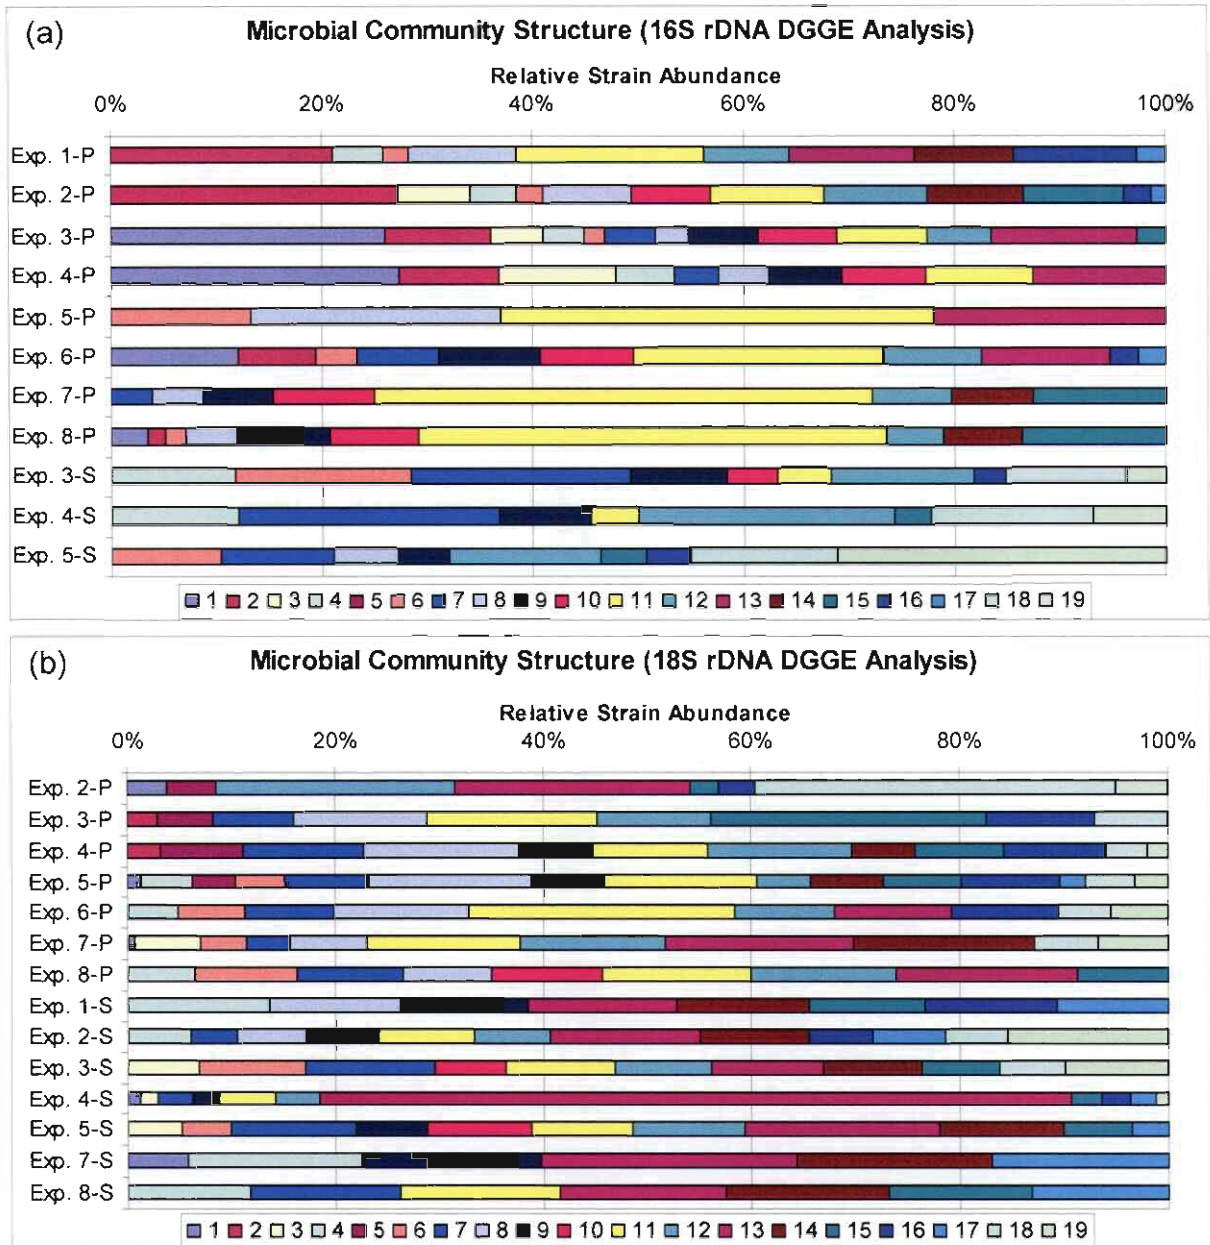 (a)
Microbial Community Structure (16S rDNA DGGE Analysis)
Relative Strain Abundance
0% 20% 40% 60% 80% 100%
Exp. 1-P
Exp. 2-P
Exp. 3-P
Exp. 4-P
Exp. 5-P
Exp. 6-P
Exp. 7-P
Exp. 8-P
Exp. 3-S
Exp. 4-S
Exp. 5-S
1 2 3 4 5 6 7 8 9 10 11 12 13 14 15 16 17 18 19
(b)
Microbial Community Structure (18S rDNA DGGE Analysis)
Relative Strain Abundance
0% 20% 40% 60% 80% 100%
Exp. 2-P
Exp. 3-P
Exp. 4-P
Exp. 5-P
Exp. 6-P
Exp. 7-P
Exp. 8-P
Exp. 1-S
Exp. 2-S
Exp. 3-S
Exp. 4-S
Exp. 5-S
Exp. 7-S
Exp. 8-S
1 2 3 4 5 6 7 8 9 10 11 12 13 14 15 16 17 18 19